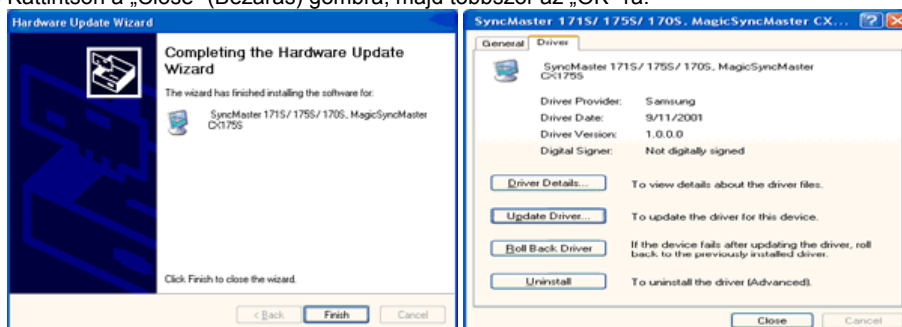 Kattintson a „Close” (Bezárás) gombra, majd többször az „OK”-ra.
Hardware Update Wizard
Completing the Hardware Update
Wizard
The wizard has finished installing the software for:
SyncMaster 171S/ 175S/ 170S, MagicSyncMaster
CX175S
Click Finish to close the wizard.
< Back
Finish
Cancel
SyncMaster 171S/ 175S/ 170S, MagicSyncMaster CX...
General
Driver
SyncMaster 171S/ 175S/ 170S, MagicSyncMaster
CX175S
Driver Provider: Samsung
Driver Date: 9/11/2001
Driver Version: 1.0.0.0
Digital Signer: Not digitally signed
Driver Details... To view details about the driver files.
Update Driver... To update the driver for this device.
Roll Back Driver If the device fails after updating the driver, roll
back to the previously installed driver.
Uninstall To uninstall the driver (Advanced).
Close
Cancel